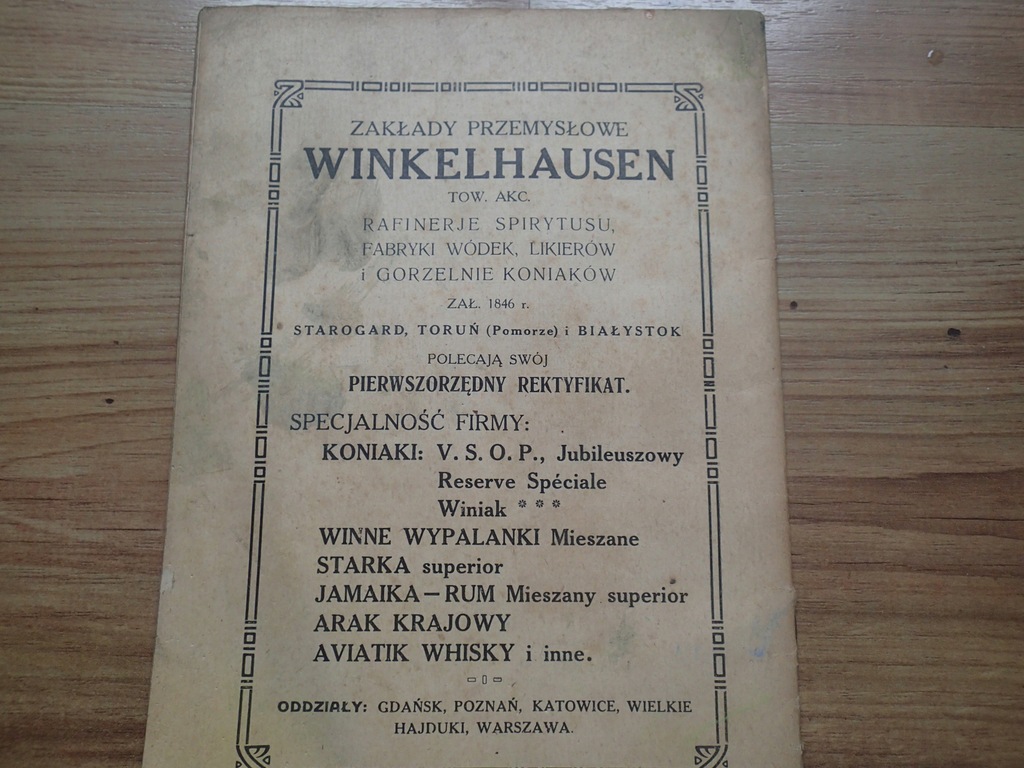 ZAKŁADY PRZEMYSŁOWE
WINKELHAUSEN
TOW. AKC.
RAFINERJE SPIRYTUSU,
FABRYKI WÓDEK, LIKIERÓW
i GORZELNIE KONIAKÓW
ZAŁ. 1846 r.
STAROGARD, TORUŃ (Pomorze) i BIAŁYSTOK
POLECAJĄ SWÓJ
PIERWSZORZĘDNY REKTYFIKAT.
SPECJALNOŚĆ FIRMY:
KONIAKI: V. S. O. P., Jubileuszowy
Reserve Spéciale
Winiak * * *
WINNE WYPALANKI Mieszane
STARKA superior
JAMAIKA—RUM Mieszany superior
ARAK KRAJOWY
AVIATIK WHISKY i inne.
ODDZIAŁY: GDAŃSK, POZNAŃ, KATOWICE, WIELKIE
HAJDUKI, WARSZAWA.